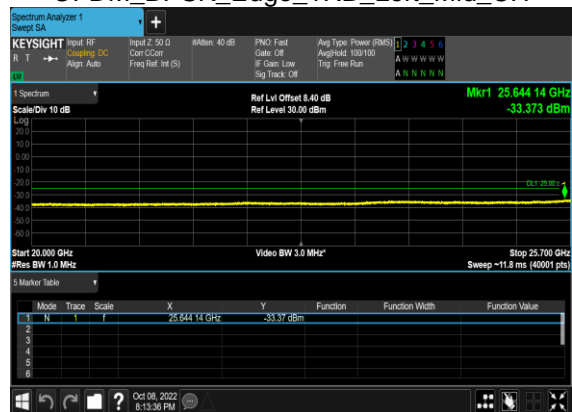 Spectrum Analyzer 1
Swept SA
+
KEYSIGHT
R T
LW
Input: RF
Coupling: DC
Align: Auto
Input Z: 50 Ω
Corr CCorr
Freq Ref: Int (S)
#Atten: 40 dB
PNO: Fast
Gate: Off
IF Gain: Low
Sig Track: Off
Avg Type: Power (RMS)
Avg|Hold: 100/100
Trig: Free Run
1 2 3 4 5 6
A W W W W W
A N N N N N
1 Spectrum
Scale/Div 10 dB
Ref Lvl Offset 8.40 dB
Ref Level 30.00 dBm
Mkr1 25.644 14 GHz
-33.373 dBm
Log
20.0
10.0
0.00
-10.0
-20.0
-30.0
-40.0
-50.0
-60.0
Start 20.000 GHz
#Res BW 1.0 MHz
Video BW 3.0 MHz*
Stop 25.700 GHz
Sweep ~11.8 ms (40001 pts)
5 Marker Table
Mode Trace Scale X Y Function Function Width Function Value
1 N 1 f 25.644 14 GHz -33.37 dBm
2
3
4
5
6
? Oct 08, 2022
8:13:36 PM